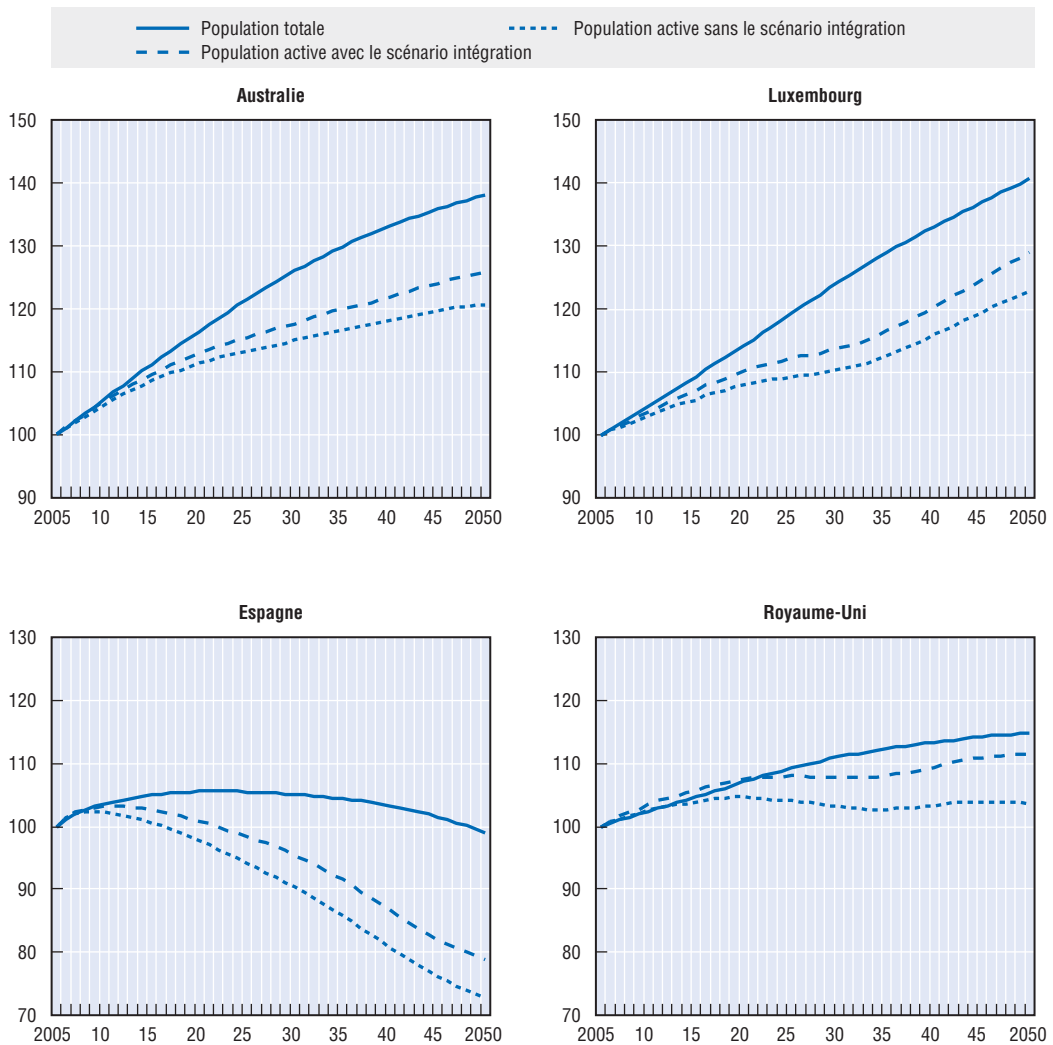 Population totale
Population active sans le scénario intégration
Population active avec le scénario intégration
Australie
150
140
130
120
110
100
90
2005 10 15 20 25 30 35 40 45 2050
Luxembourg
150
140
130
120
110
100
90
2005 10 15 20 25 30 35 40 45 2050
Espagne
130
120
110
100
90
80
70
2005 10 15 20 25 30 35 40 45 2050
Royaume-Uni
130
120
110
100
90
80
70
2005 10 15 20 25 30 35 40 45 2050